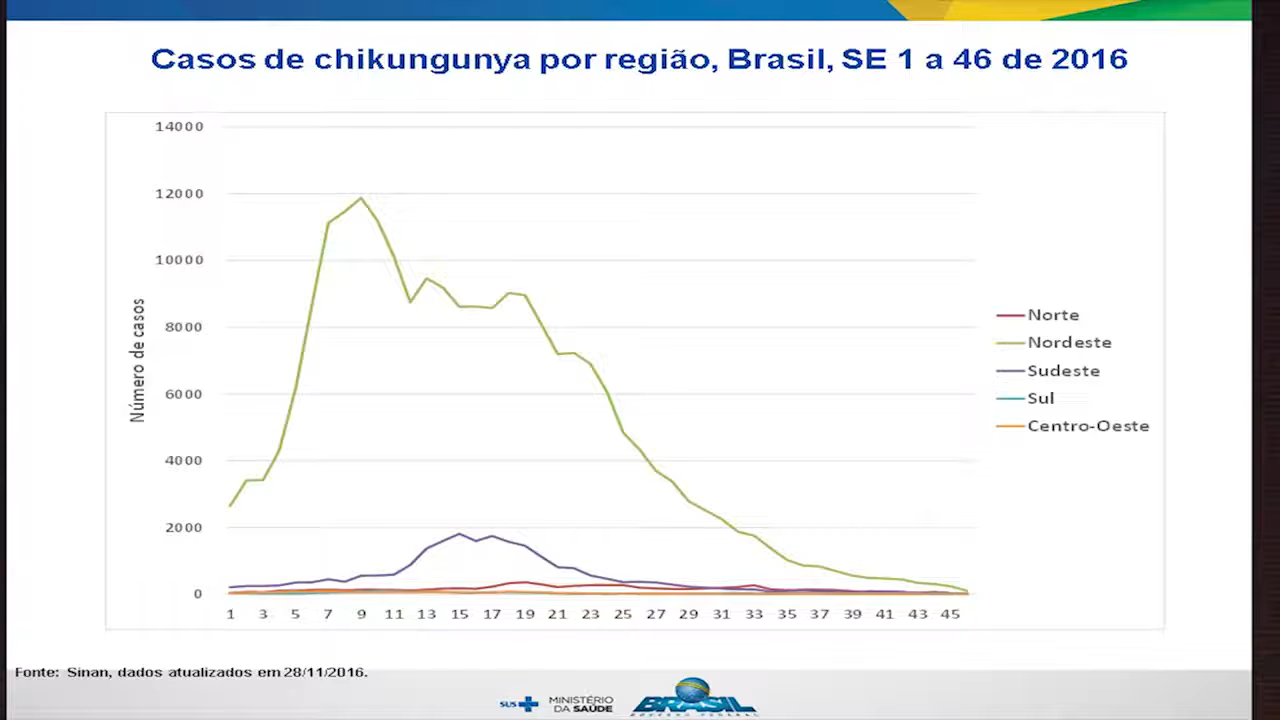 Casos de chikungunya por região, Brasil, SE 1 a 46 de 2016
14000
12000
10000
8000
6000
4000
2000
0
Número de casos
1 3 5 7 9 11 13 15 17 19 21 23 25 27 29 31 33 35 37 39 41 43 45
Norte
Nordeste
Sudeste
Sul
Centro-Oeste
Fonte: Sinan, dados atualizados em 28/11/2016.
SUS
MINISTÉRIO
DA SAÚDE
BRASIL
GOVERNO FEDERAL